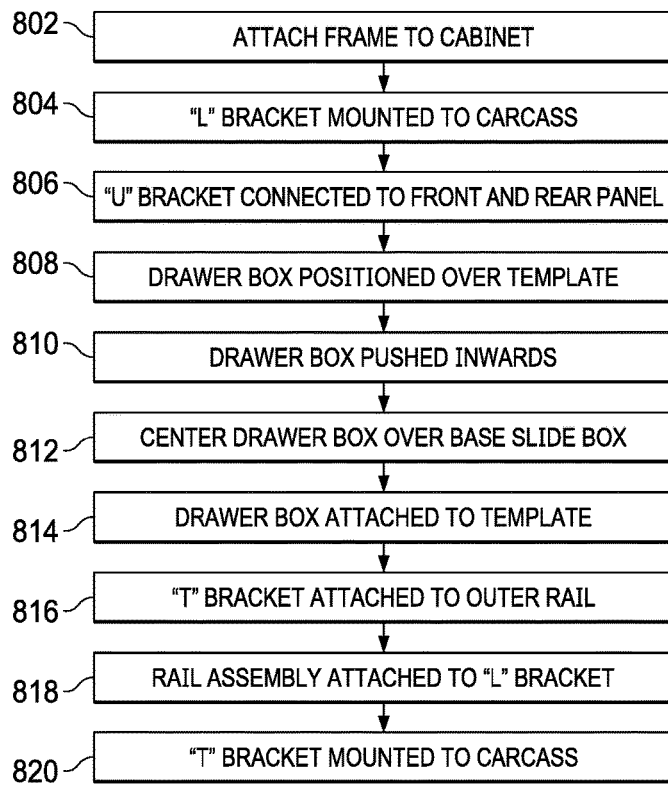 802
ATTACH FRAME TO CABINET
804
"L" BRACKET MOUNTED TO CARCASS
806
"U" BRACKET CONNECTED TO FRONT AND REAR PANEL
808
DRAWER BOX POSITIONED OVER TEMPLATE
810
DRAWER BOX PUSHED INWARDS
812
CENTER DRAWER BOX OVER BASE SLIDE BOX
814
DRAWER BOX ATTACHED TO TEMPLATE
816
"T" BRACKET ATTACHED TO OUTER RAIL
818
RAIL ASSEMBLY ATTACHED TO "L" BRACKET
820
"T" BRACKET MOUNTED TO CARCASS